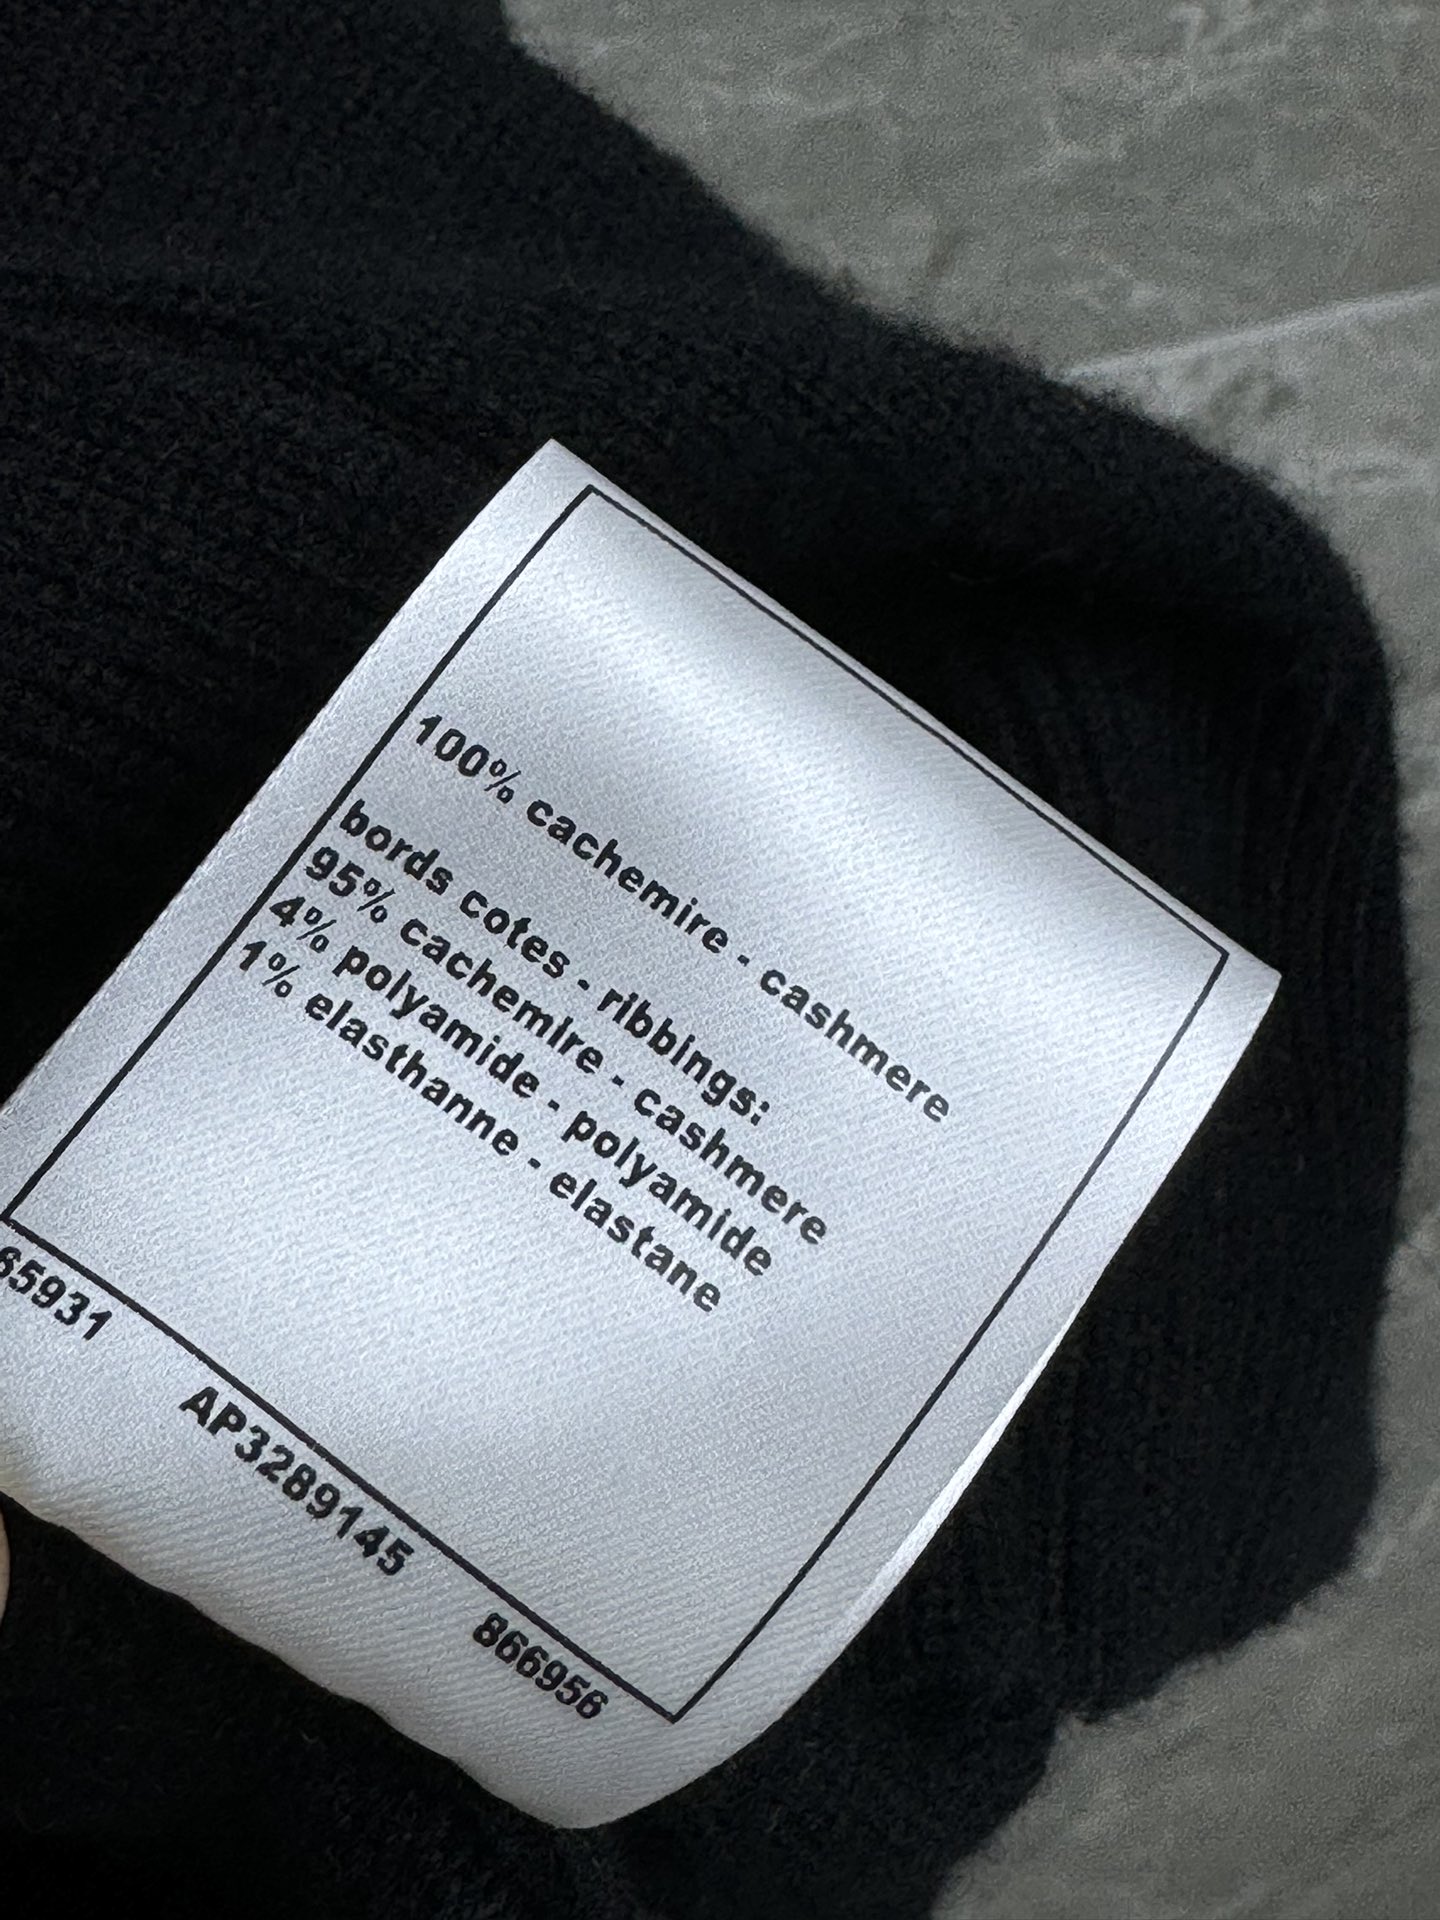 100% cachemire - cashmere
bords cotes - ribbings:
95% cachemire - cashmere
4% polyamide - polyamide
1% elasthanne - elastane
65931 AP3289145 866956